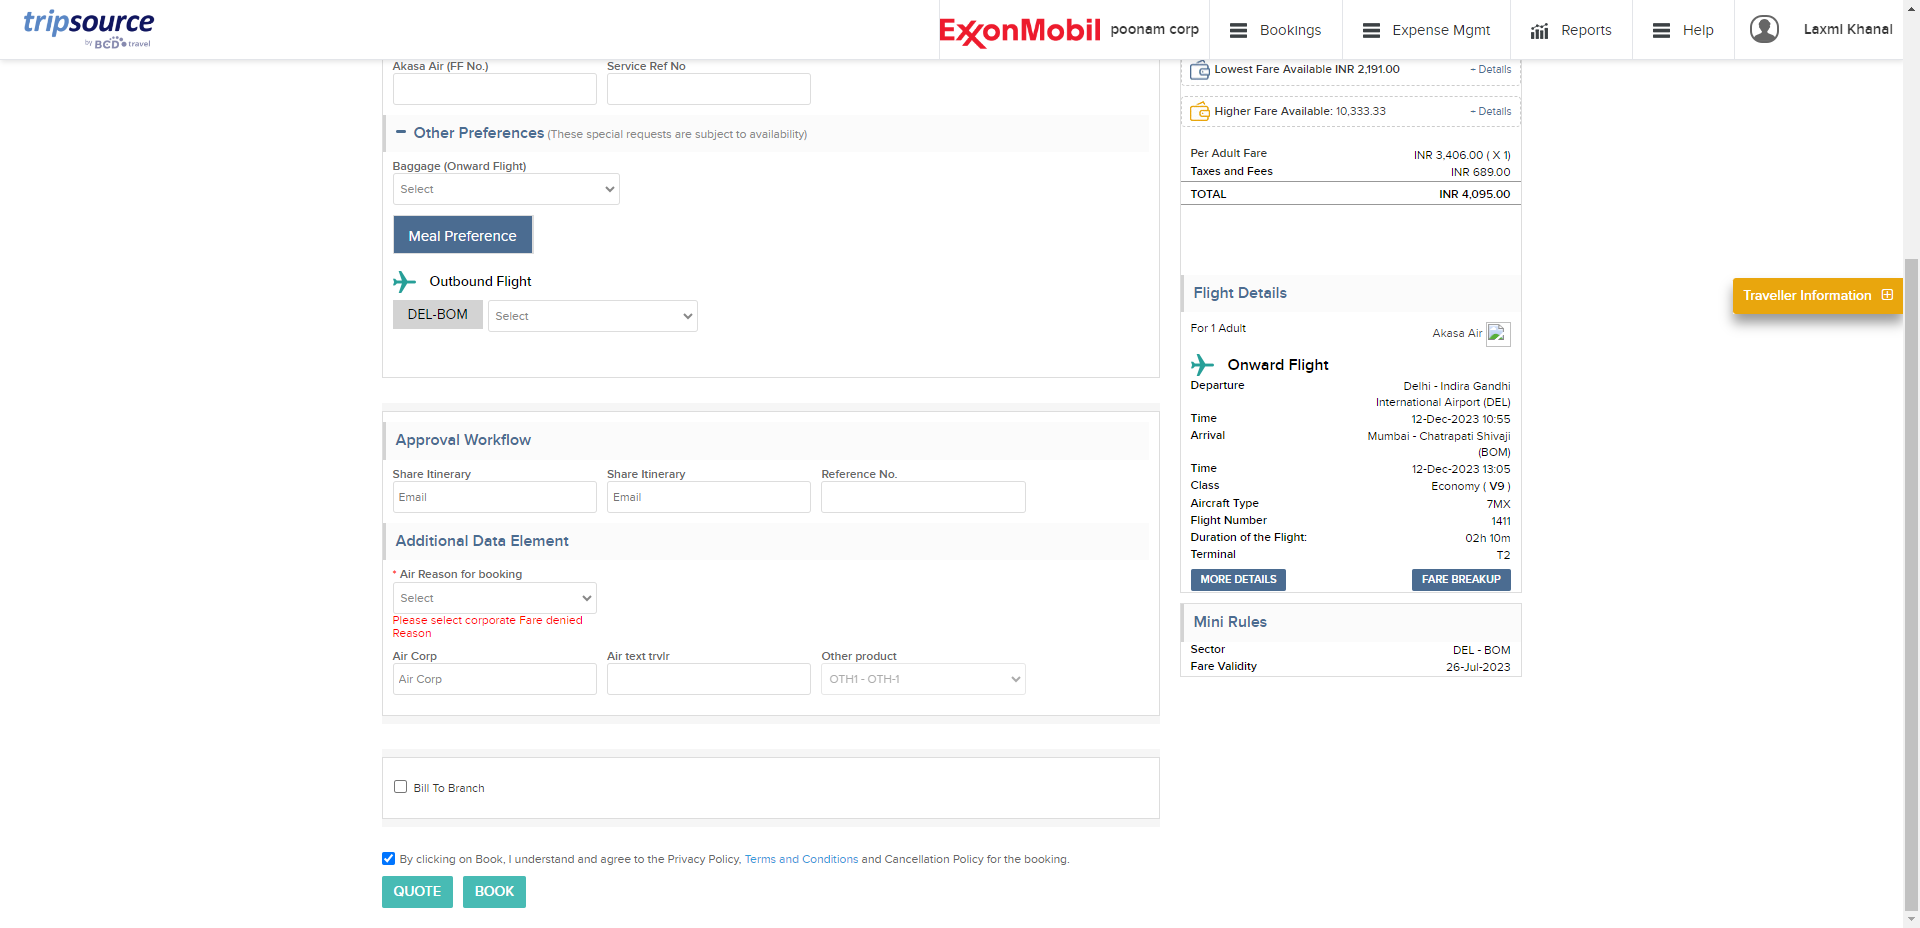 tripsource
by BCD travel
ExxonMobil
poonam corp
Bookings
Expense Mgmt
Reports
Help
Laxmi Khanal
Akasa Air (FF No.)
Service Ref No
Other Preferences (These special requests are subject to availability)
Baggage (Onward Flight)
Select
Meal Preference
Outbound Flight
DEL-BOM
Select
Approval Workflow
Share Itinerary
Share Itinerary
Reference No.
Email
Email
Additional Data Element
* Air Reason for booking
Select
Please select corporate Fare denied
Reason
Air Corp
Air text trvlr
Other product
Air Corp
OTH1 - OTH-1
Bill To Branch
By clicking on Book, I understand and agree to the Privacy Policy, Terms and Conditions and Cancellation Policy for the booking.
QUOTE
BOOK
Lowest Fare Available INR 2,191.00
+ Details
Higher Fare Available: 10,333.33
+ Details
Per Adult Fare INR 3,406.00 ( X 1)
Taxes and Fees INR 689.00
TOTAL INR 4,095.00
Flight Details
For 1 Adult
Akasa Air
Onward Flight
Departure Delhi - Indira Gandhi
International Airport (DEL)
Time 12-Dec-2023 10:55
Arrival Mumbai - Chatrapati Shivaji
(BOM)
Time 12-Dec-2023 13:05
Class Economy ( V9 )
Aircraft Type 7MX
Flight Number 1411
Duration of the Flight: 02h 10m
Terminal T2
MORE DETAILS
FARE BREAKUP
Mini Rules
Sector DEL - BOM
Fare Validity 26-Jul-2023
Traveller Information